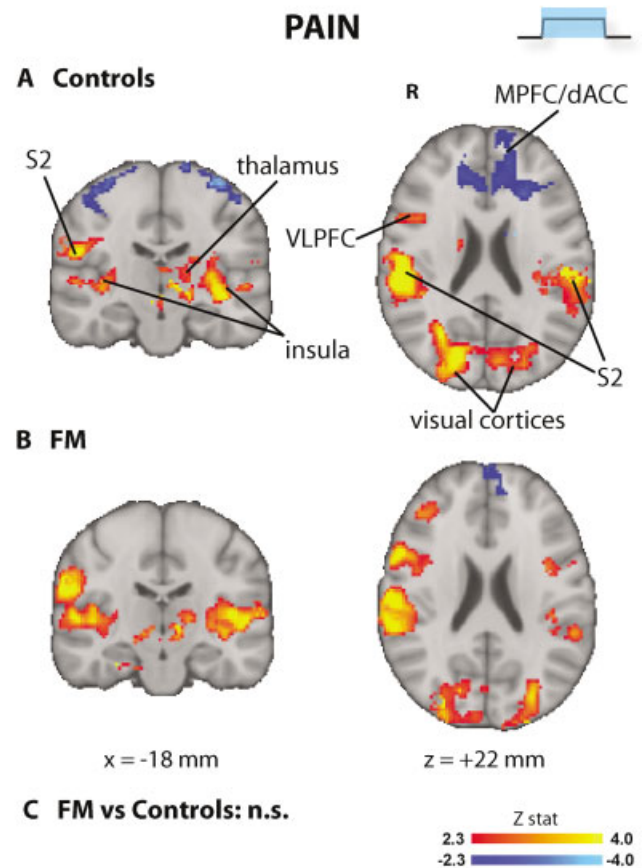 PAIN
A Controls
R
MPFC/dACC
S2
thalamus
VLPFC
insula
S2
visual cortices
B FM
x = -18 mm
z = +22 mm
C FM vs Controls: n.s.
Z stat
2.3 4.0
-2.3 -4.0